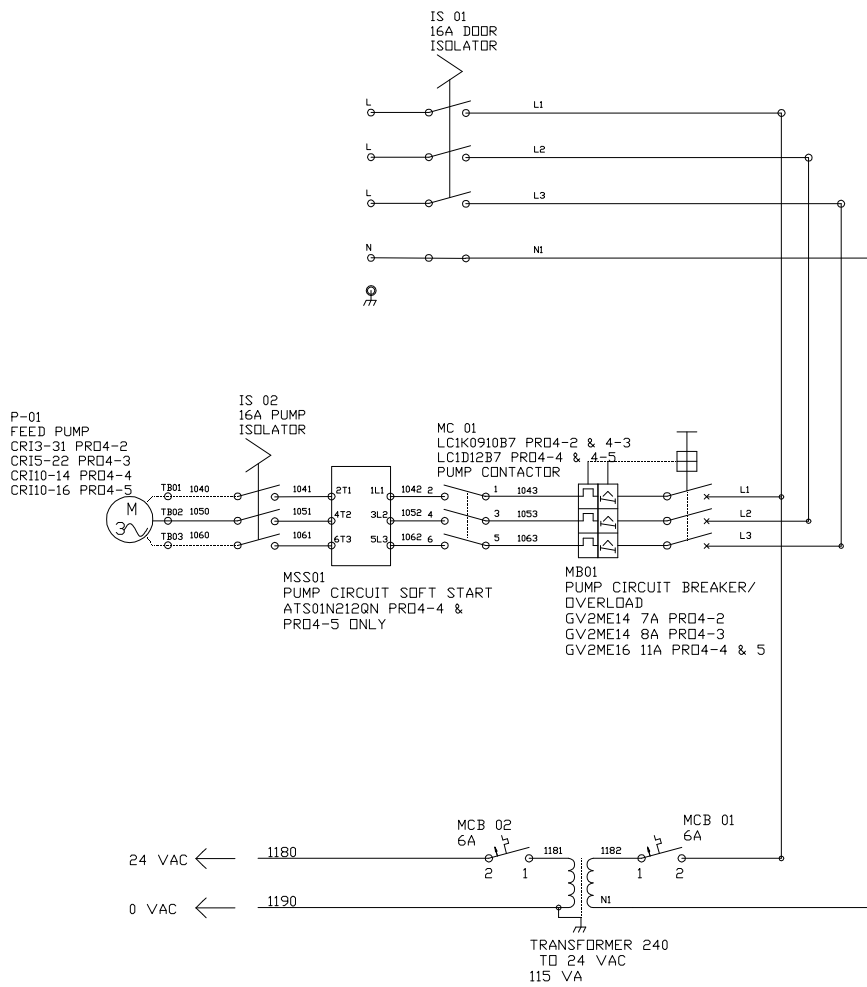 IS 01
16A DOOR
ISOLATOR
L
L1
L
L2
L
L3
N
N1
P-01
FEED PUMP
CRI3-31 PRO4-2
CRI5-22 PRO4-3
CRI10-14 PRO4-4
CRI10-16 PRO4-5
IS 02
16A PUMP
ISOLATOR
MC 01
LC1K0910B7 PRO4-2 & 4-3
LC1D12B7 PRO4-4 & 4-5
PUMP CONTACTOR
M
3
TB01 1040 1041 2T1 1L1 1042 2 1 1043 L1
TB02 1050 1051 4T2 3L2 1052 4 3 1053 L2
TB03 1060 1061 6T3 5L3 1062 6 5 1063 L3
MSS01
PUMP CIRCUIT SOFT START
ATS01N212QN PRO4-4 &
PRO4-5 ONLY
MB01
PUMP CIRCUIT BREAKER/
OVERLOAD
GV2ME14 7A PRO4-2
GV2ME14 8A PRO4-3
GV2ME16 11A PRO4-4 & 5
MCB 02
6A
MCB 01
6A
24 VAC 1180 2 1 1181 1182 1 2
0 VAC 1190 N1
TRANSFORMER 240
TO 24 VAC
115 VA